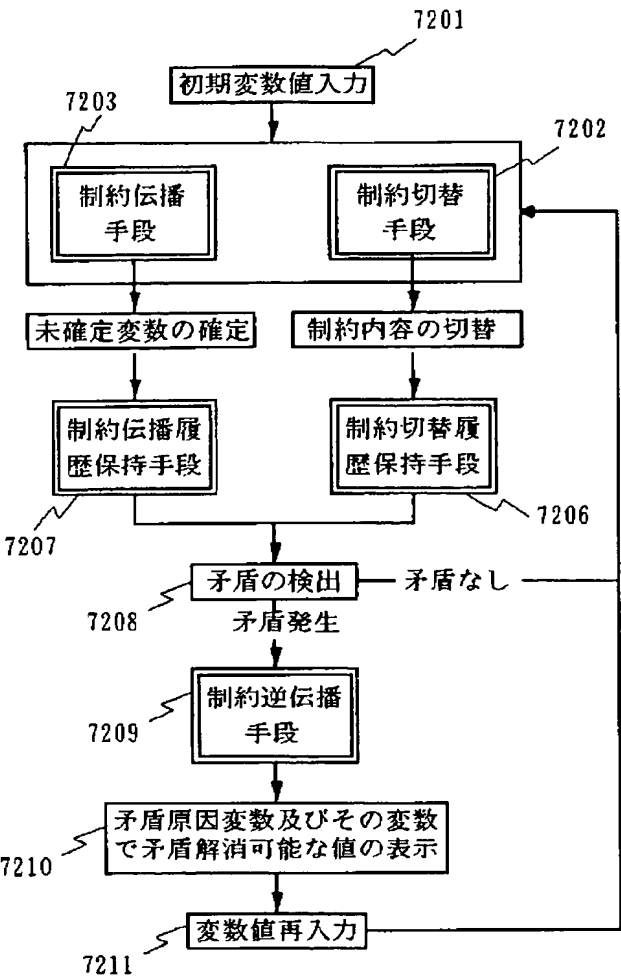 7201
初期変数値入力
7203
7202
制約伝播
手段
制約切替
手段
未確定変数の確定
制約内容の切替
制約伝播履
歴保持手段
制約切替履
歴保持手段
7207
7206
矛盾の検出
矛盾なし
7208
矛盾発生
制約逆伝播
手段
7209
矛盾原因変数及びその変数
で矛盾解消可能な値の表示
7210
変数値再入力
7211